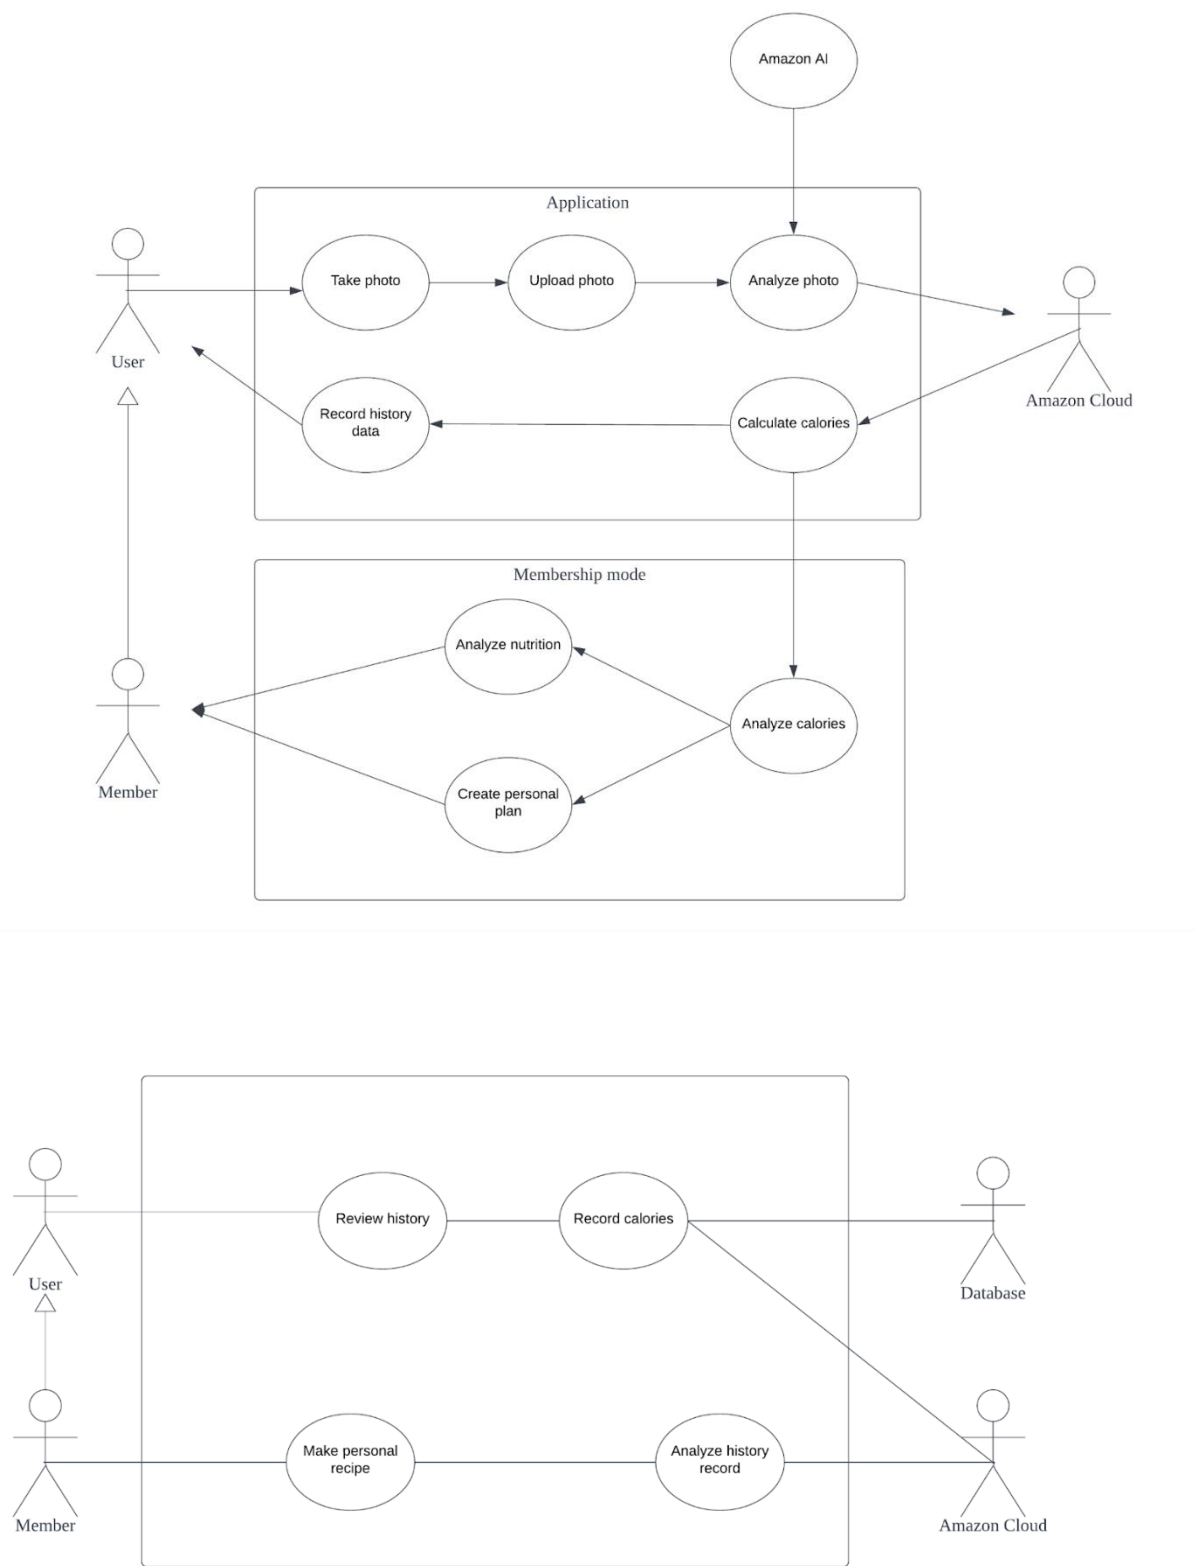 Amazon AI
Application
Take photo
Upload photo
Analyze photo
User
Amazon Cloud
Record history
data
Calculate calories
Membership mode
Analyze nutrition
Analyze calories
Member
Create personal
plan
Review history
Record calories
User
Database
Make personal
recipe
Analyze history
record
Member
Amazon Cloud